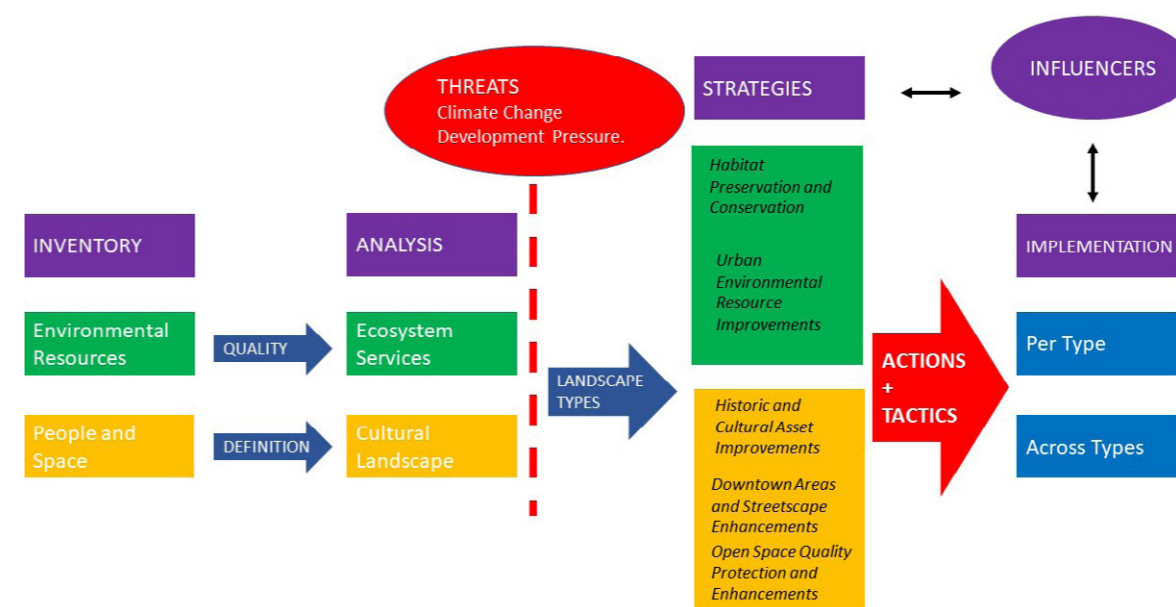 THREATS
Climate Change
Development Pressure.
STRATEGIES
INFLUENCERS
INVENTORY
ANALYSIS
IMPLEMENTATION
Environmental
Resources
QUALITY
Ecosystem
Services
People and
Space
DEFINITION
Cultural
Landscape
LANDSCAPE
TYPES
Habitat
Preservation and
Conservation
Urban
Environmental
Resource
Improvements
Historic and
Cultural Asset
Improvements
Downtown Areas
and Streetscape
Enhancements
Open Space Quality
Protection and
Enhancements
ACTIONS
+
TACTICS
Per Type
Across Types